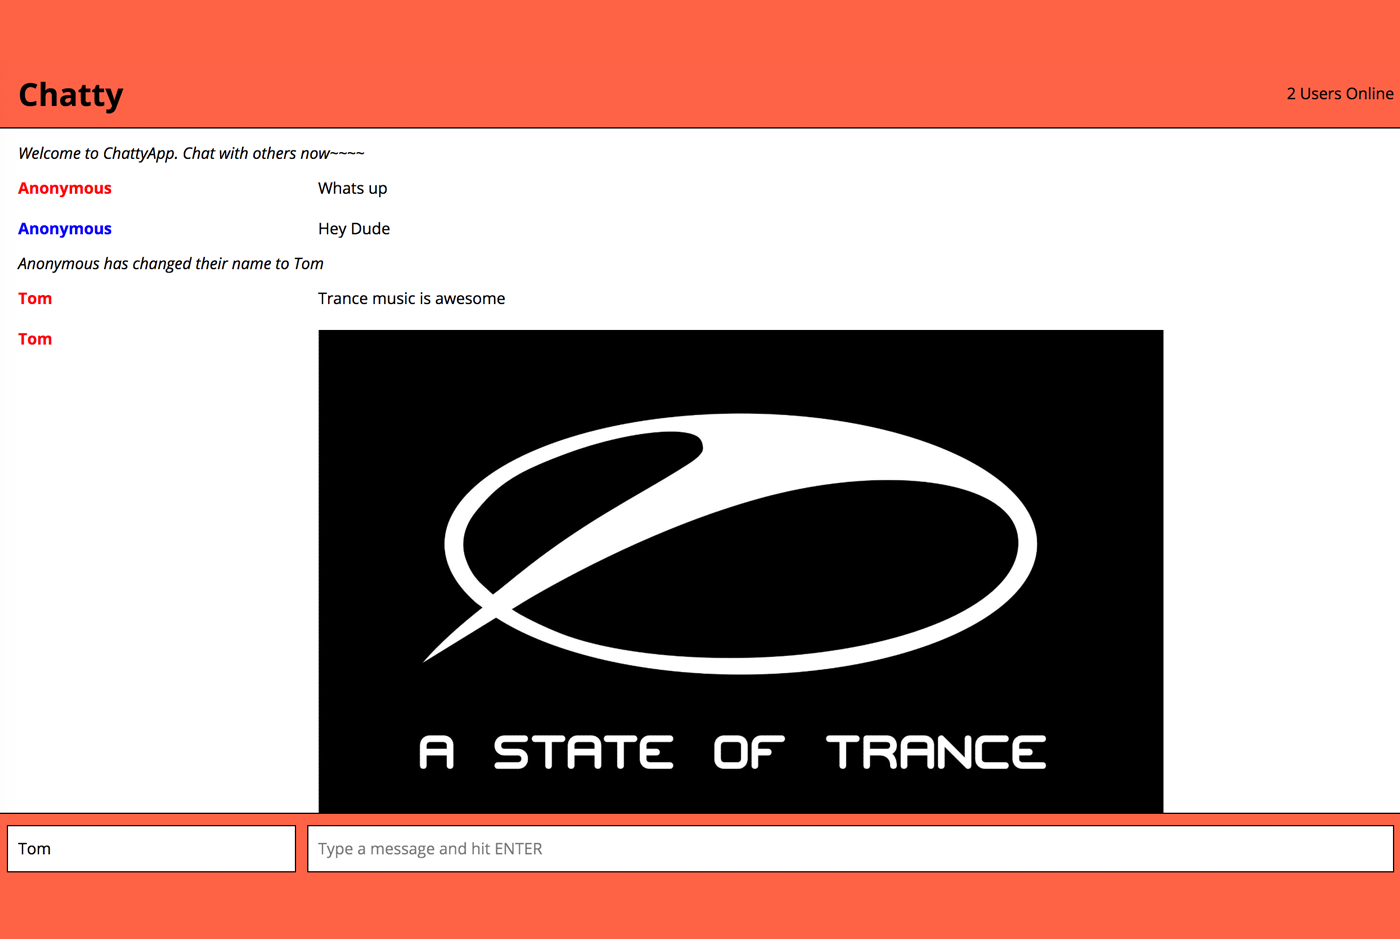 Chatty
2 Users Online
Welcome to ChattyApp. Chat with others now~~~~
Anonymous Whats up
Anonymous Hey Dude
Anonymous has changed their name to Tom
Tom Trance music is awesome
Tom
A STATE OF TRANCE
Tom Type a message and hit ENTER